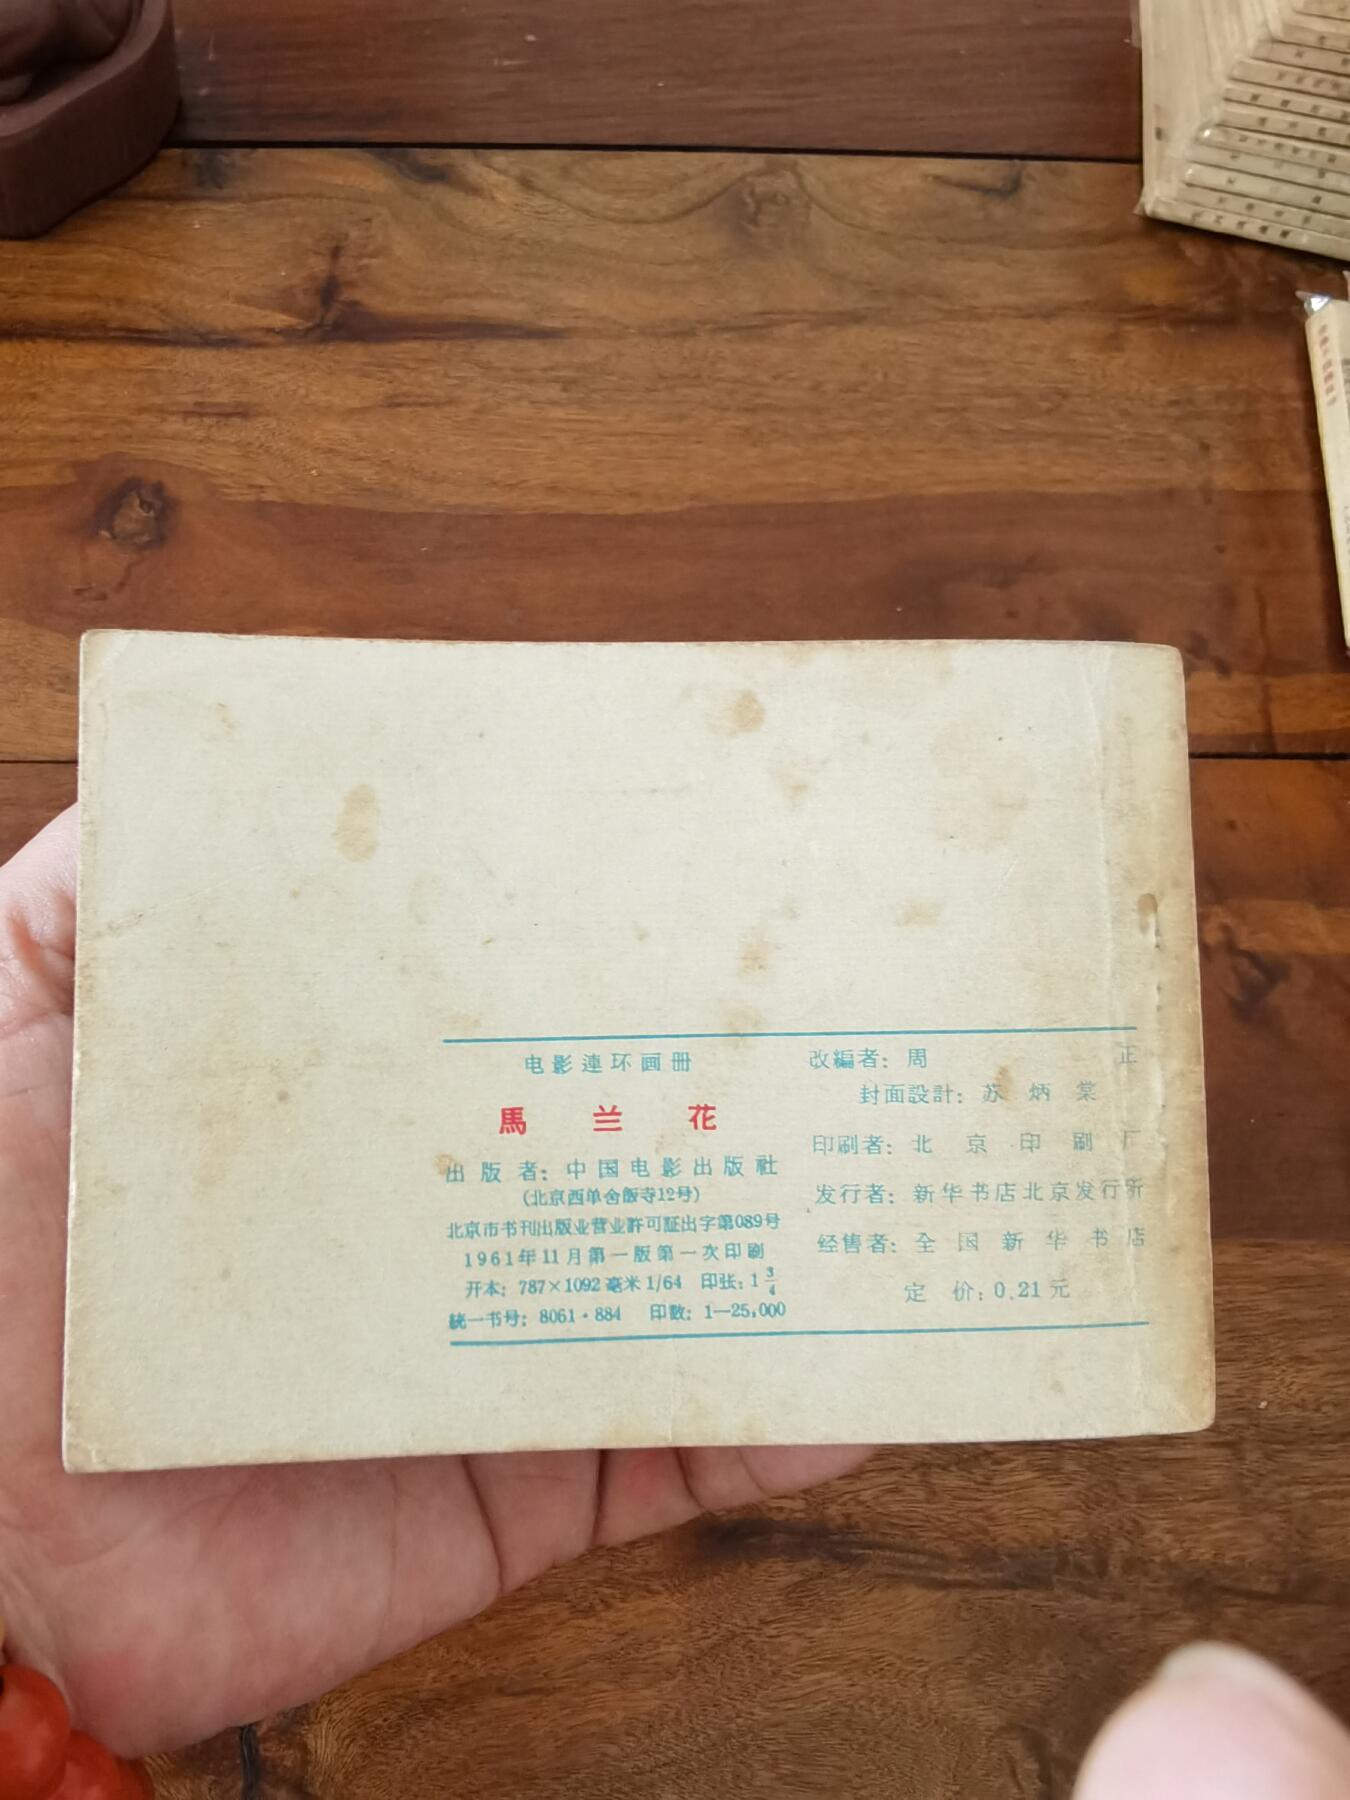 电影連环画册
馬兰花
出版者：中国电影出版社
（北京西单舍飯寺12号）
北京市书刊出版业营业許可証出字第089号
1961年11月第一版第一次印刷
开本：787×1092毫米1/64 印张：1 3/4
統一书号：8061·884 印数：1—25,000
改編者：周正
封面設計：苏炳棠
印刷者：北京印刷厂
发行者：新华书店北京发行所
经售者：全国新华书店
定价：0.21元